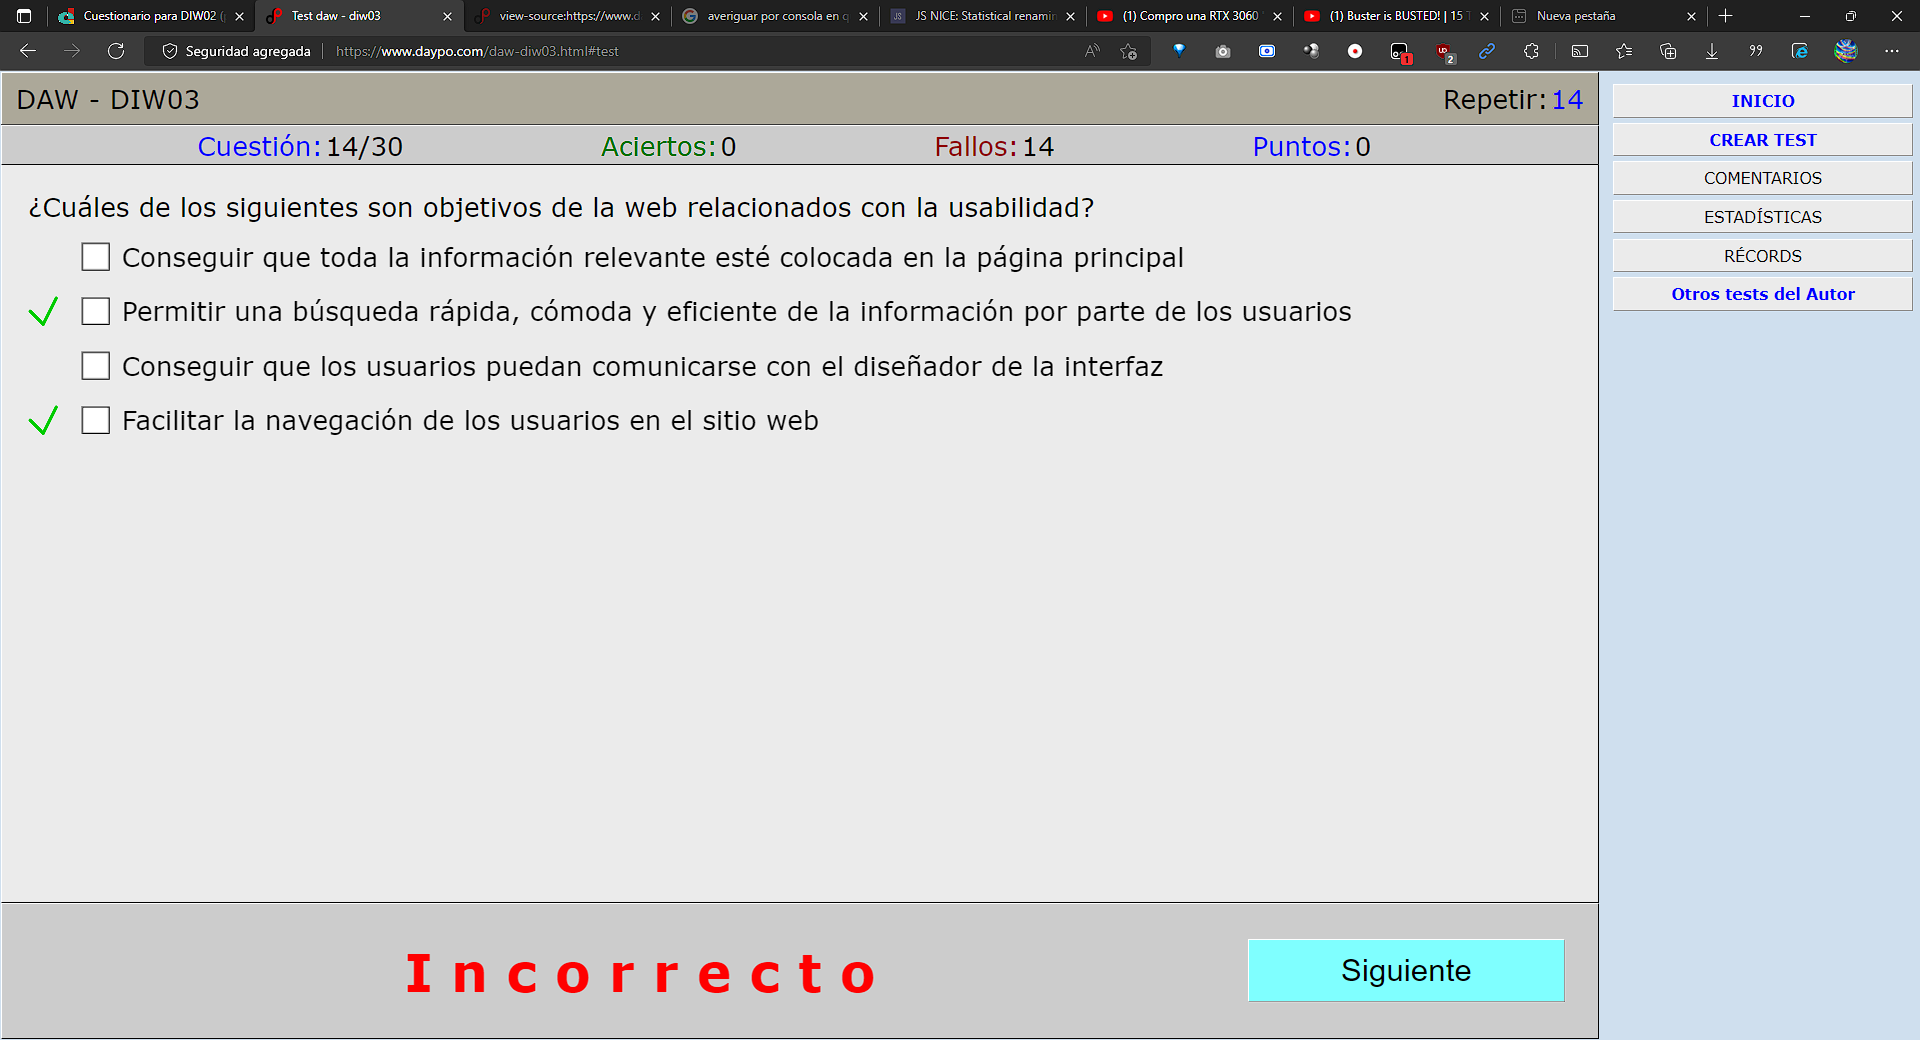 Cuestionario para DIW02 (
Test daw - diw03
view-source:https://www.d
averiguar por consola en q
JS NICE: Statistical renamin
(1) Compro una RTX 3060
(1) Buster is BUSTED! | 15 T
Nueva pestaña
Seguridad agregada
https://www.daypo.com/daw-diw03.html#test
DAW - DIW03
Repetir:14
Cuestión:14/30
Aciertos:0
Fallos:14
Puntos:0
¿Cuáles de los siguientes son objetivos de la web relacionados con la usabilidad?
Conseguir que toda la información relevante esté colocada en la página principal
Permitir una búsqueda rápida, cómoda y eficiente de la información por parte de los usuarios
Conseguir que los usuarios puedan comunicarse con el diseñador de la interfaz
Facilitar la navegación de los usuarios en el sitio web
Incorrecto
Siguiente
INICIO
CREAR TEST
COMENTARIOS
ESTADÍSTICAS
RÉCORDS
Otros tests del Autor